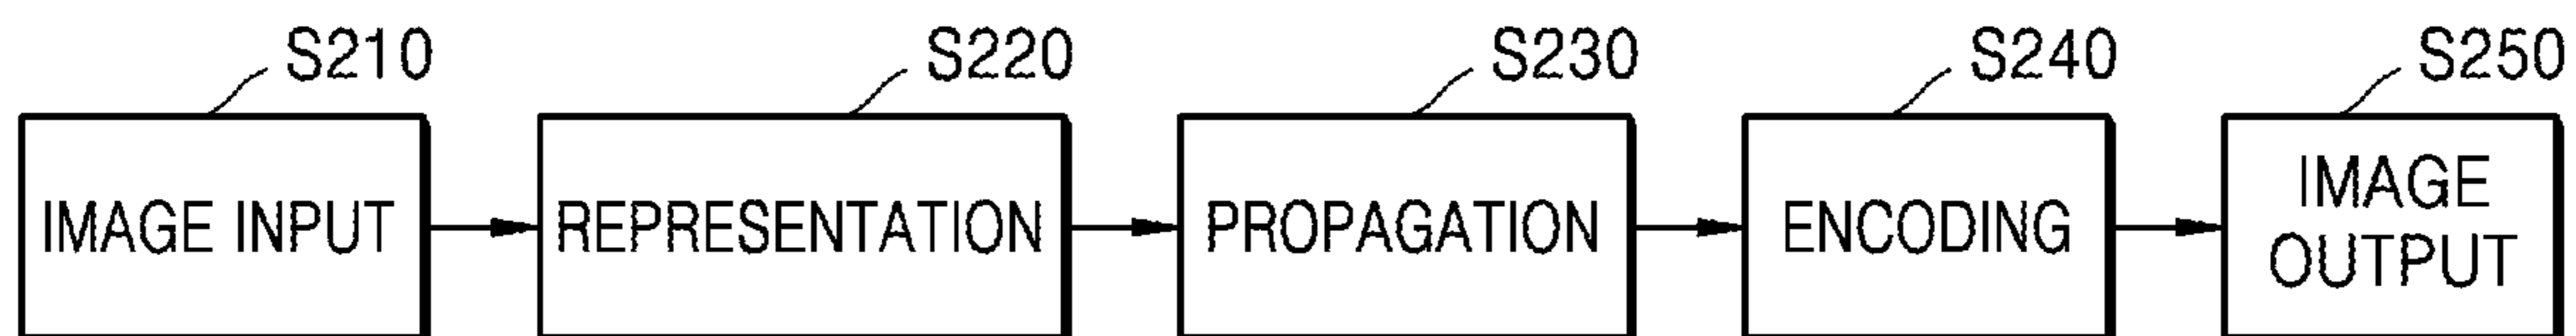 S210 S220 S230 S240 S250
IMAGE INPUT REPRESENTATION PROPAGATION ENCODING IMAGE
OUTPUT